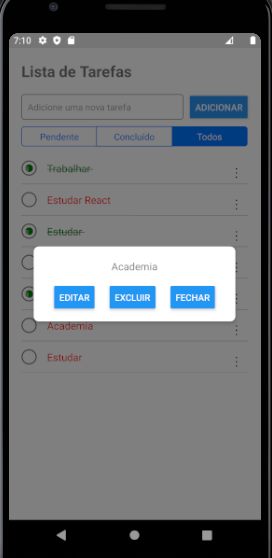 7:10
Lista de Tarefas
Adicione uma nova tarefa
ADICIONAR
Pendente
Concluído
Todos
Trabalhar
Estudar React
Estudar
Academia
EDITAR
EXCLUIR
FECHAR
Academia
Estudar